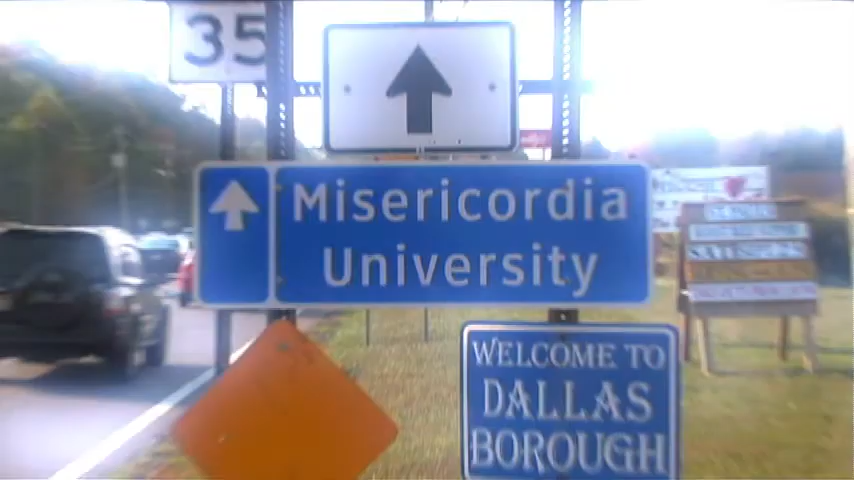 35
Misericordia
University
WELCOME TO
DALLAS
BOROUGH